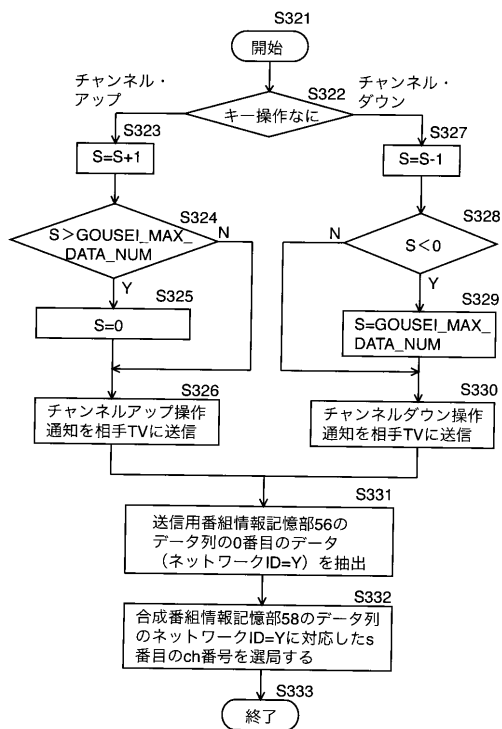 S321
開始
チャンネル・
アップ
S322
キー操作なに
チャンネル・
ダウン
S323
S=S+1
S324
S＞GOUSEI_MAX_
DATA_NUM
N
Y
S325
S=0
S326
チャンネルアップ操作
通知を相手TVに送信
S327
S=S-1
S328
S＜0
N
Y
S329
S=GOUSEI_MAX_
DATA_NUM
S330
チャンネルダウン操作
通知を相手TVに送信
S331
送信用番組情報記憶部56の
データ列の0番目のデータ
（ネットワークID=Y）を抽出
S332
合成番組情報記憶部58のデータ列
のネットワークID=Yに対応したs
番目のch番号を選局する
S333
終了